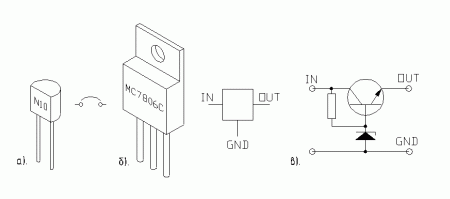 N10
a).
MC7806C
б).
IN
OUT
GND
IN
OUT
GND
в).